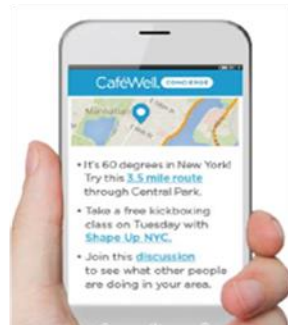 CaféWell CONCIERGE
Manhattan
• It's 60 degrees in New York!
Try this 3.5 mile route
through Central Park.
• Take a free kickboxing
class on Tuesday with
Shape Up NYC.
• Join this discussion
to see what other people
are doing in your area.